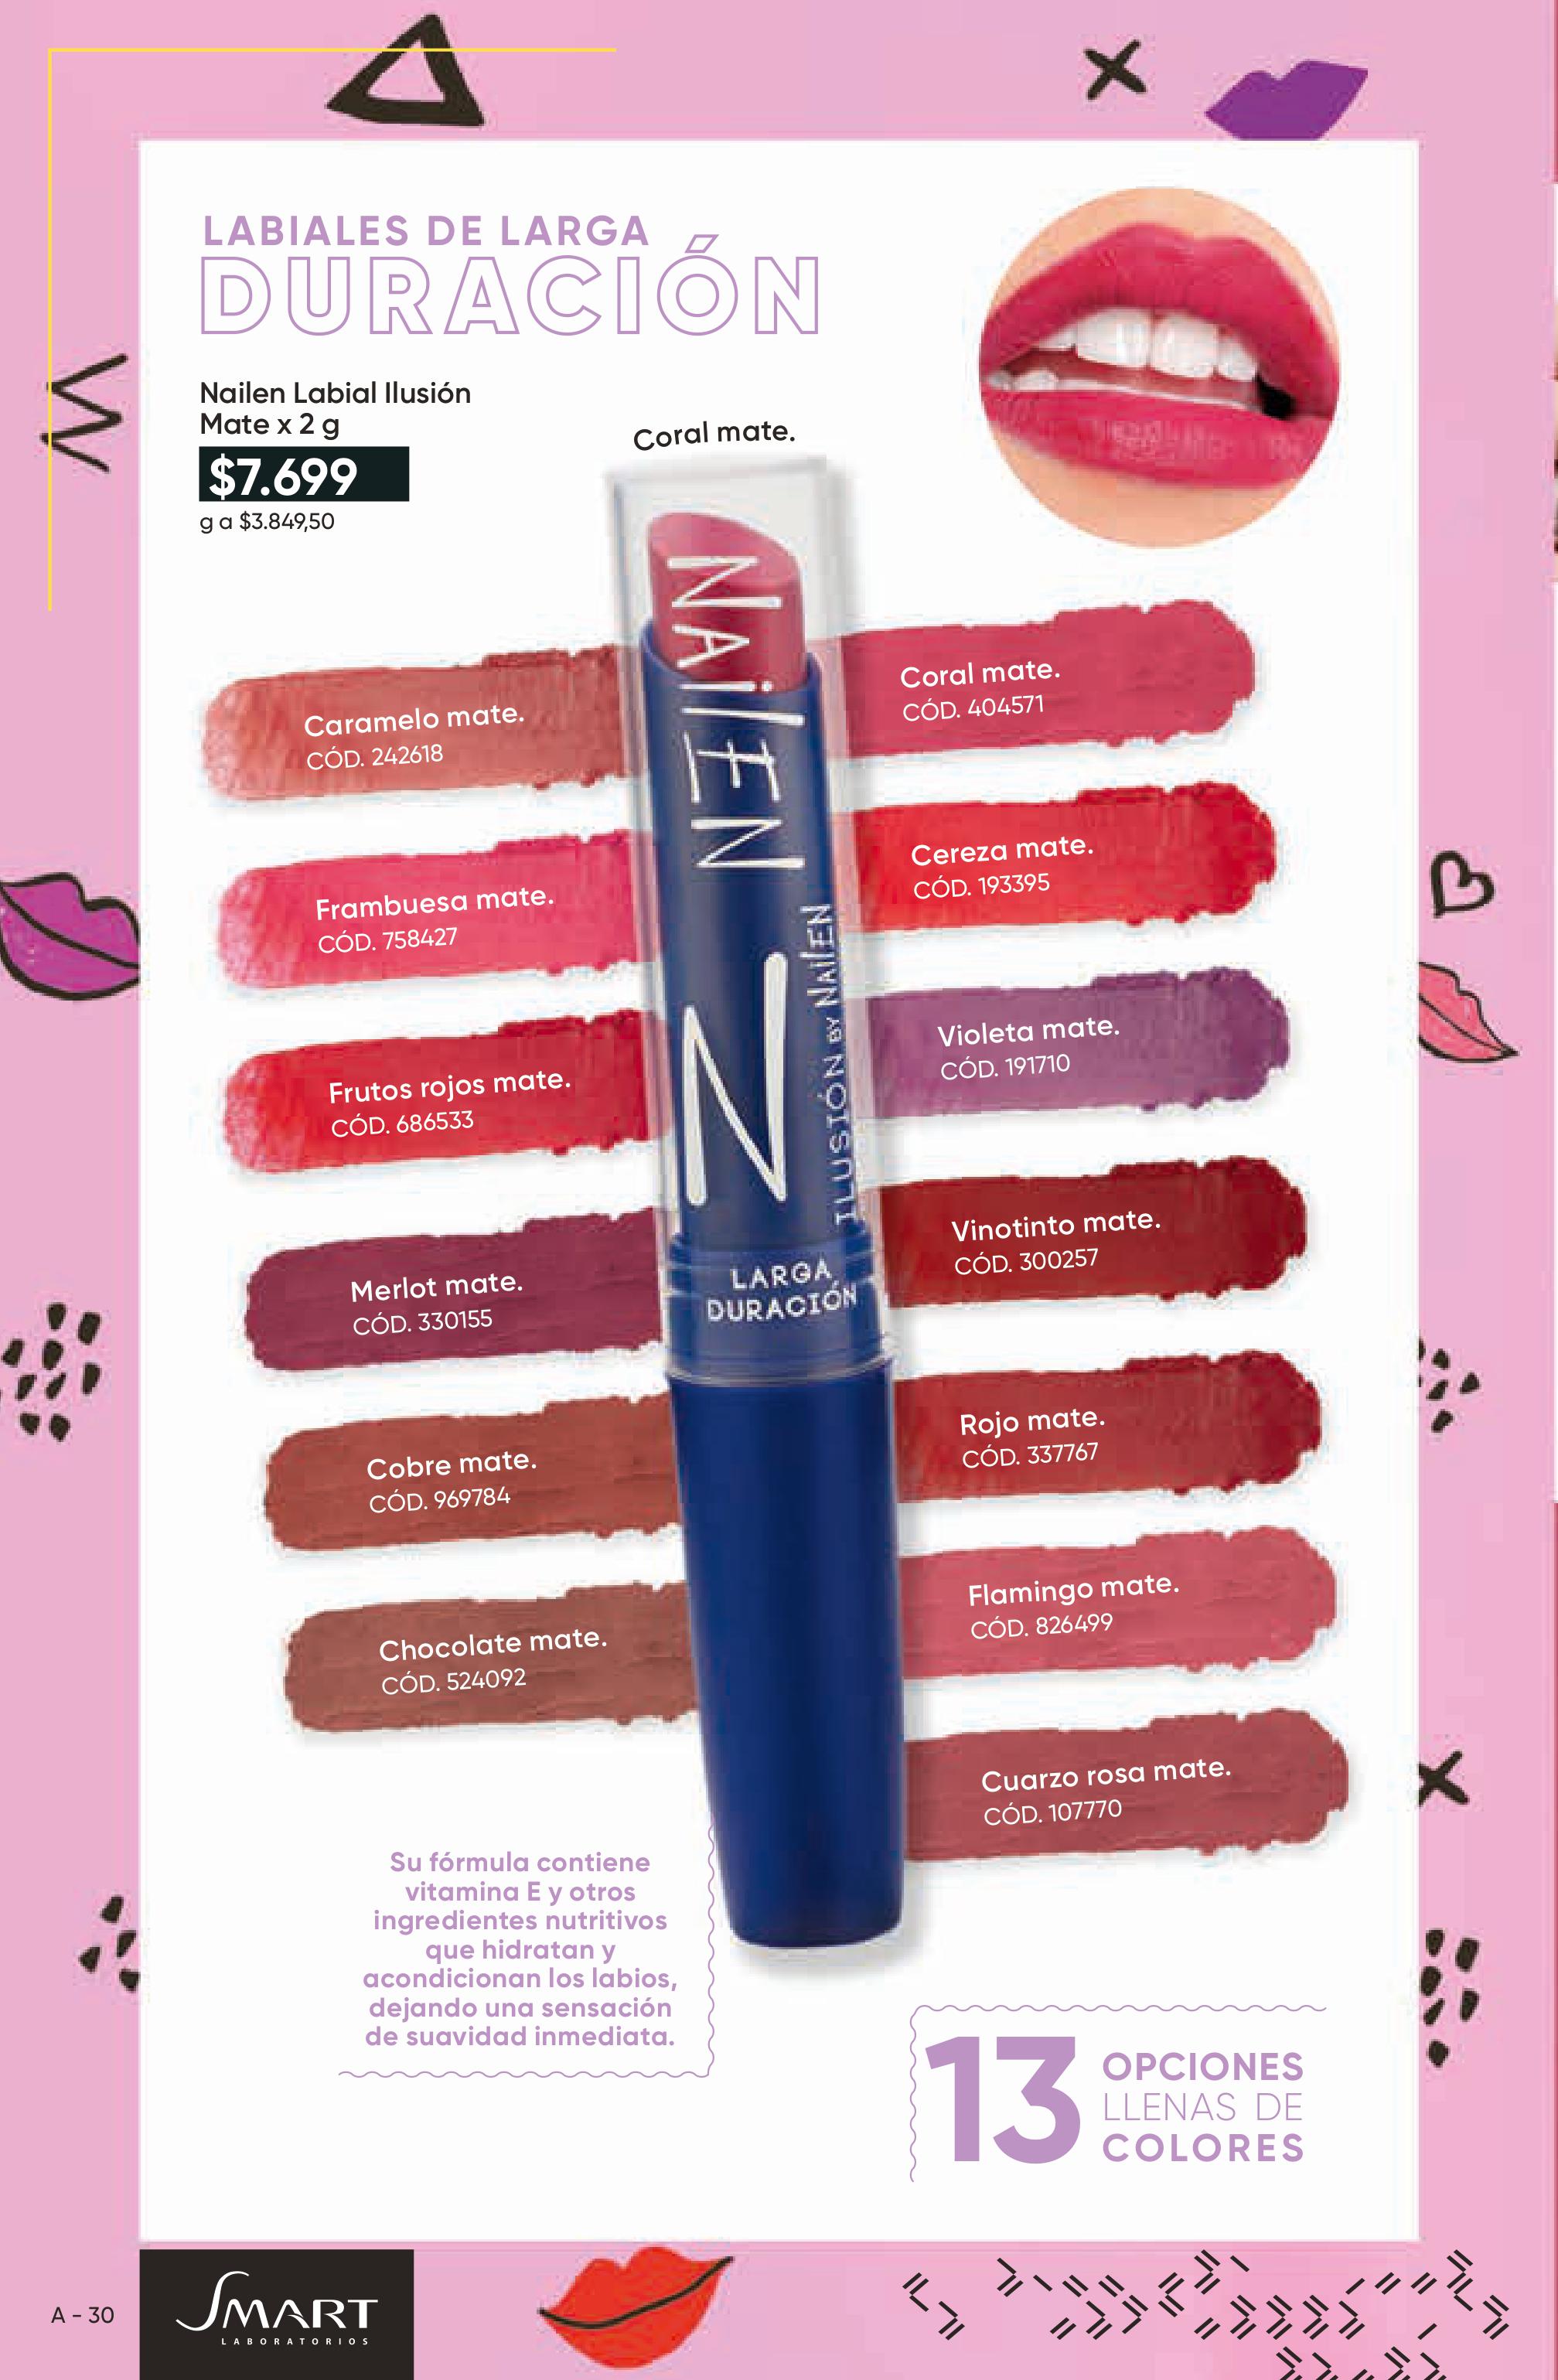 LABIALES DE LARGA
DURACIÓN
Nailen Labial Ilusión
Mate x 2 g
$7.699
g a $3.849,50
Coral mate.
NAilEN
N
ILUSIÓN BY NAilEN
LARGA
DURACIÓN
Caramelo mate.
CÓD. 242618
Frambuesa mate.
CÓD. 758427
Frutos rojos mate.
CÓD. 686533
Merlot mate.
CÓD. 330155
Cobre mate.
CÓD. 969784
Chocolate mate.
CÓD. 524092
Coral mate.
CÓD. 404571
Cereza mate.
CÓD. 193395
Violeta mate.
CÓD. 191710
Vinotinto mate.
CÓD. 300257
Rojo mate.
CÓD. 337767
Flamingo mate.
CÓD. 826499
Cuarzo rosa mate.
CÓD. 107770
Su fórmula contiene
vitamina E y otros
ingredientes nutritivos
que hidratan y
acondicionan los labios,
dejando una sensación
de suavidad inmediata.
13 OPCIONES
LLENAS DE
COLORES
A - 30
SMART
LABORATORIOS